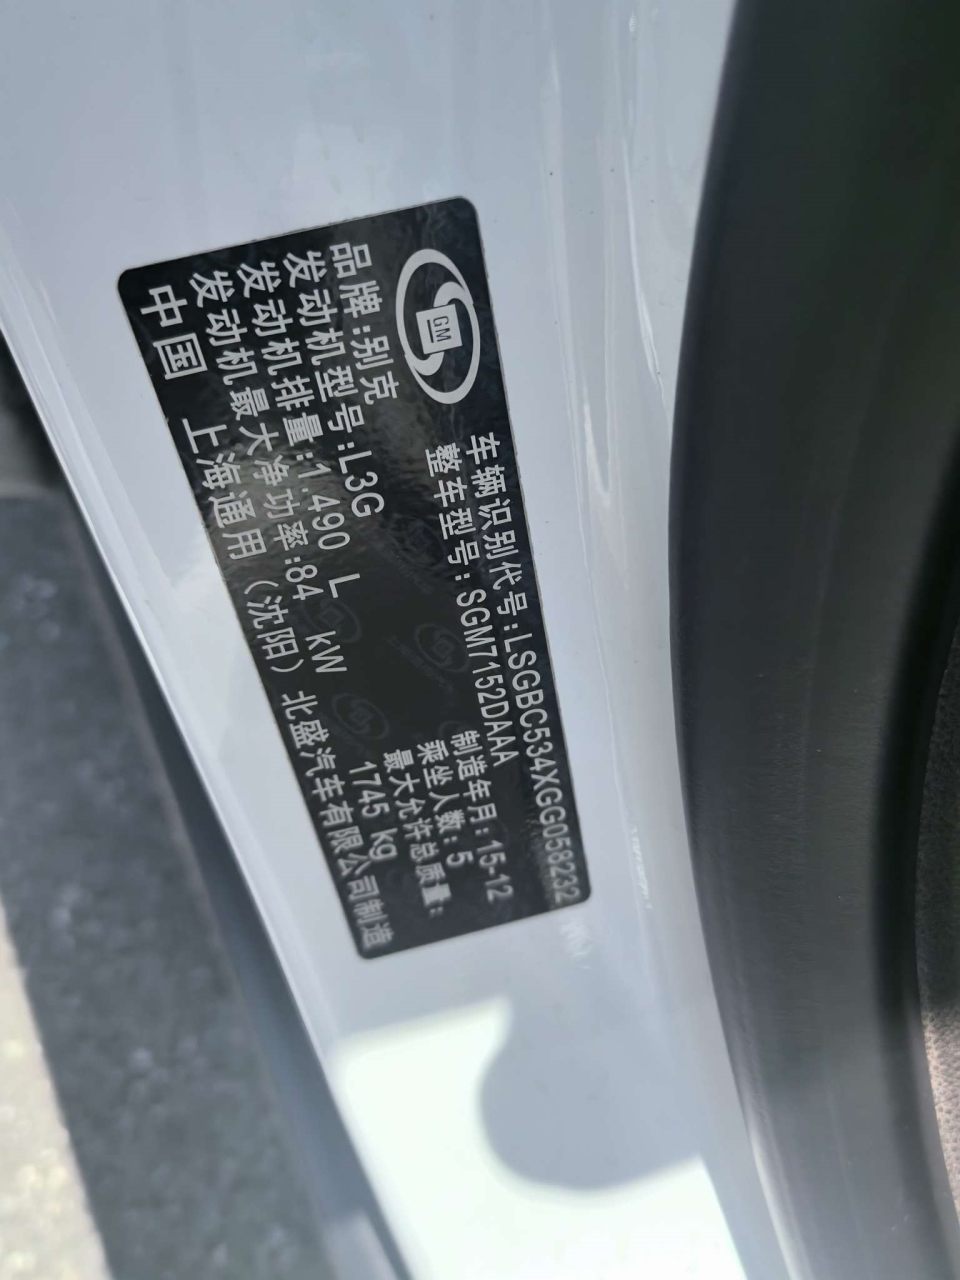 GM
车辆识别代号:LSGBC534XGG058232
整车型号:SGM7152DAAA
品牌:别克
制造年月:15-12
发动机型号:L3G
乘坐人数:5
发动机排量:1.490 L
最大允许总质量:
发动机最大净功率:84 kW
1745 kg
中国 上海通用(沈阳)北盛汽车有限公司制造